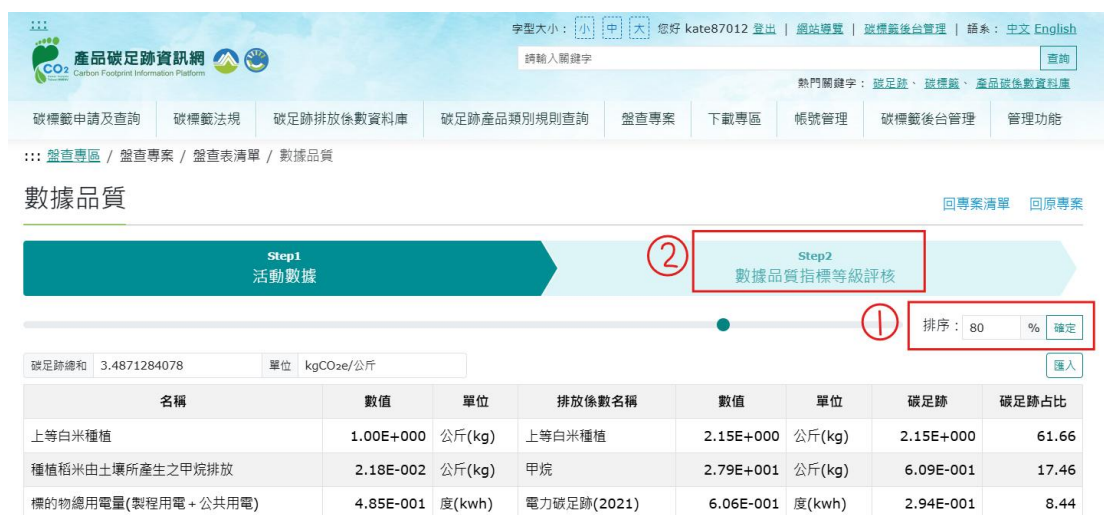 :::
字型大小： 小 中 大 您好 kate87012 登出 | 網站導覽 | 碳標籤後台管理 | 語系： 中文 English
CO₂ 產品碳足跡資訊網
Carbon Footprint Information Platform
請輸入關鍵字 查詢
熱門關鍵字： 碳足跡、 碳標籤、 產品碳係數資料庫
碳標籤申請及查詢 碳標籤法規 碳足跡排放係數資料庫 碳足跡產品類別規則查詢 盤查專案 下載專區 帳號管理 碳標籤後台管理 管理功能
::: 盤查專區 / 盤查專案 / 盤查表清單 / 數據品質
數據品質 回專案清單 回原專案
Step1
活動數據
② Step2
數據品質指標等級評核
① 排序： 80 % 確定
碳足跡總和 3.4871284078 單位 kgCO₂e/公斤 匯入
名稱 數值 單位 排放係數名稱 數值 單位 碳足跡 碳足跡占比
上等白米種植 1.00E+000 公斤(kg) 上等白米種植 2.15E+000 公斤(kg) 2.15E+000 61.66
種植稻米由土壤所產生之甲烷排放 2.18E-002 公斤(kg) 甲烷 2.79E+001 公斤(kg) 6.09E-001 17.46
標的物總用電量(製程用電+公共用電) 4.85E-001 度(kwh) 電力碳足跡(2021) 6.06E-001 度(kwh) 2.94E-001 8.44